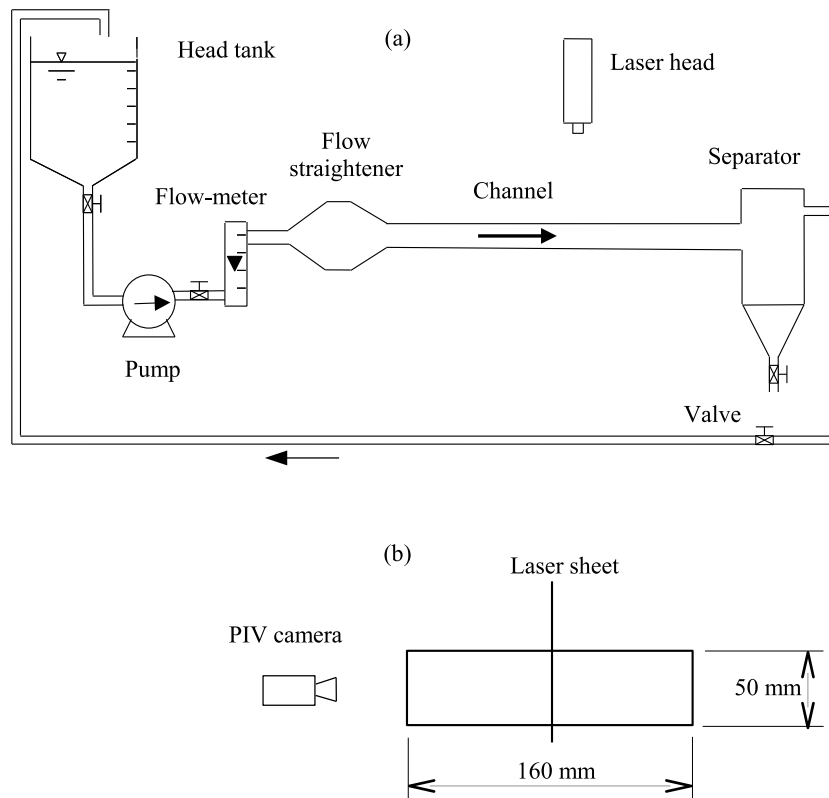 (a)
Head tank
Laser head
Flow
straightener
Separator
Flow-meter
Channel
Pump
Valve
(b)
Laser sheet
PIV camera
50 mm
160 mm